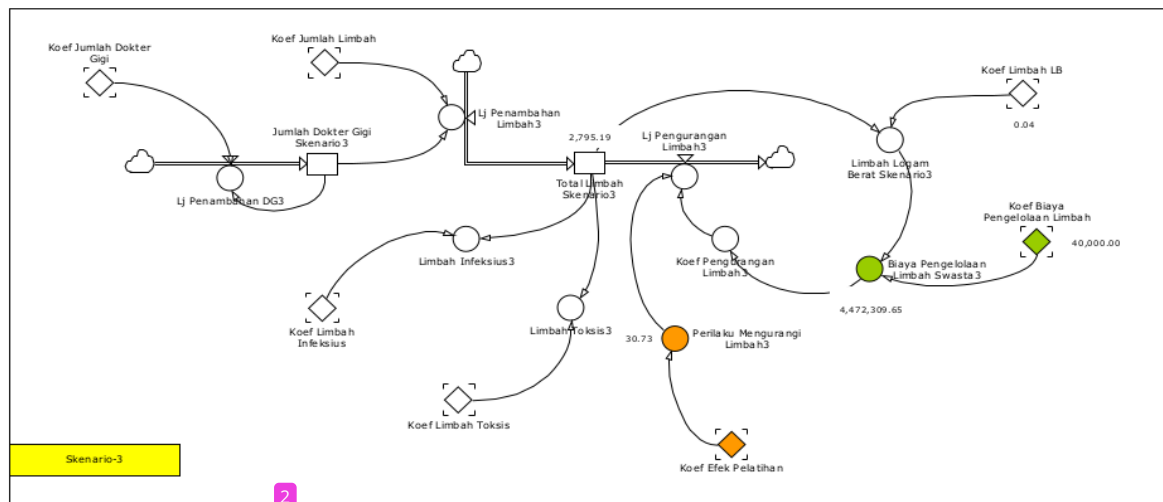 Koef Jumlah Dokter
Gigi
Koef Jumlah Limbah
Koef Limbah LB
0.04
Lj Penambahan
Limbah3
Jumlah Dokter Gigi
Skenario3
2,795.19
Lj Pengurangan
Limbah3
Limbah Logam
Berat Skenario3
Lj Penambahan DG3
Total Limbah
Skenario3
Koef Biaya
Pengelolaan Limbah
40,000.00
Limbah Infeksius3
Koef Pengurangan
Limbah3
Biaya Pengelolaan
Limbah Swasta3
4,472,309.65
Koef Limbah
Infeksius
Limbah Toksis3
30.73
Perilaku Mengurangi
Limbah3
Koef Limbah Toksis
Koef Efek Pelatihan
Skenario-3
2